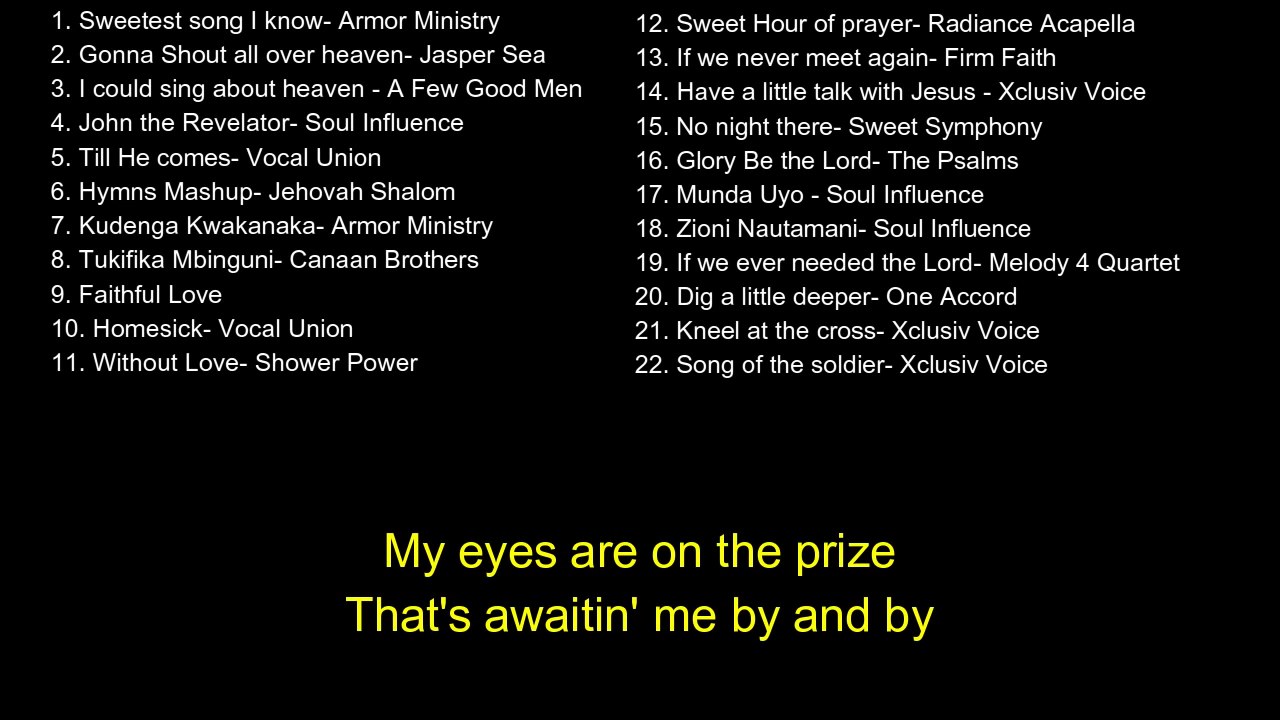 1. Sweetest song I know- Armor Ministry
2. Gonna Shout all over heaven- Jasper Sea
3. I could sing about heaven - A Few Good Men
4. John the Revelator- Soul Influence
5. Till He comes- Vocal Union
6. Hymns Mashup- Jehovah Shalom
7. Kudenga Kwakanaka- Armor Ministry
8. Tukifika Mbinguni- Canaan Brothers
9. Faithful Love
10. Homesick- Vocal Union
11. Without Love- Shower Power
12. Sweet Hour of prayer- Radiance Acapella
13. If we never meet again- Firm Faith
14. Have a little talk with Jesus - Xclusiv Voice
15. No night there- Sweet Symphony
16. Glory Be the Lord- The Psalms
17. Munda Uyo - Soul Influence
18. Zioni Nautamani- Soul Influence
19. If we ever needed the Lord- Melody 4 Quartet
20. Dig a little deeper- One Accord
21. Kneel at the cross- Xclusiv Voice
22. Song of the soldier- Xclusiv Voice
My eyes are on the prize
That's awaitin' me by and by